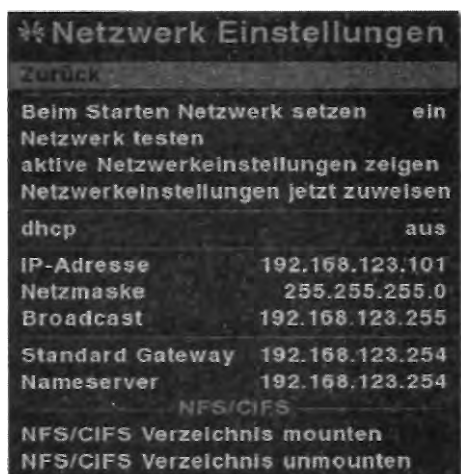 Netzwerk Einstellungen
Zurück
Beim Starten Netzwerk setzen ein
Netzwerk testen
aktive Netzwerkeinstellungen zeigen
Netzwerkeinstellungen jetzt zuweisen
dhcp aus
IP-Adresse 192.168.123.101
Netzmaske 255.255.255.0
Broadcast 192.168.123.255
Standard Gateway 192.168.123.254
Nameserver 192.168.123.254
NFS/CIFS
NFS/CIFS Verzeichnis mounten
NFS/CIFS Verzeichnis unmounten